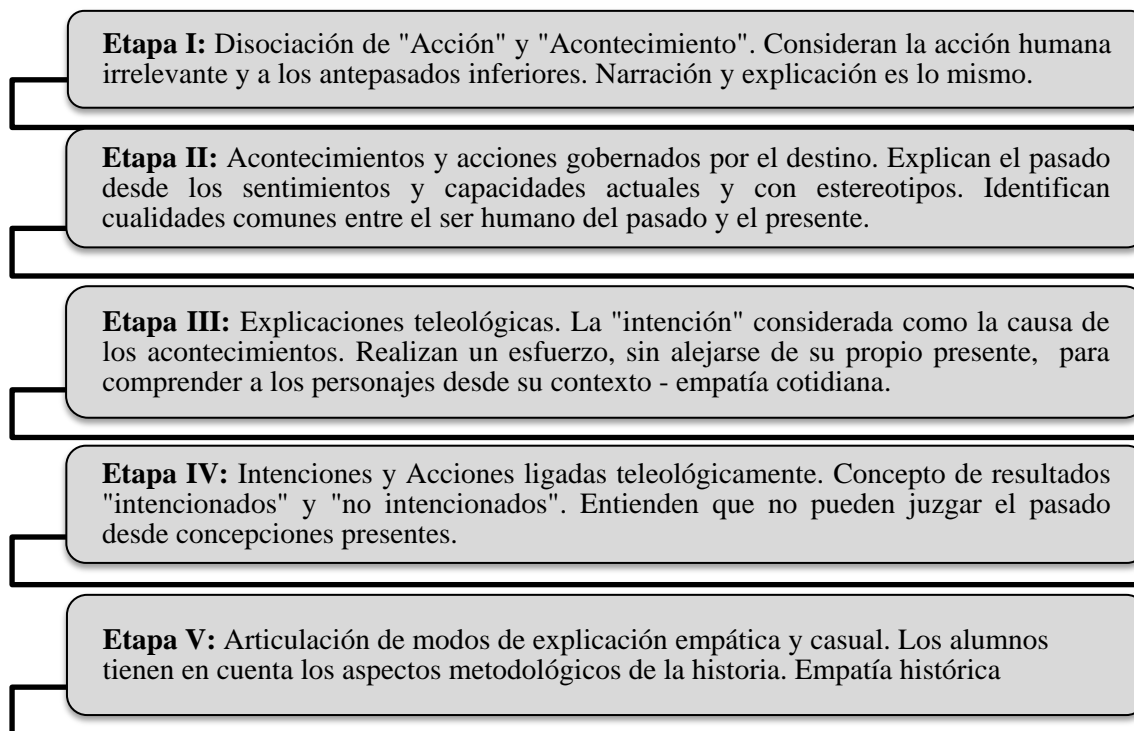 Etapa I: Disociación de "Acción" y "Acontecimiento". Consideran la acción humana
irrelevante y a los antepasados inferiores. Narración y explicación es lo mismo.
Etapa II: Acontecimientos y acciones gobernados por el destino. Explican el pasado
desde los sentimientos y capacidades actuales y con estereotipos. Identifican
cualidades comunes entre el ser humano del pasado y el presente.
Etapa III: Explicaciones teleológicas. La "intención" considerada como la causa de
los acontecimientos. Realizan un esfuerzo, sin alejarse de su propio presente, para
comprender a los personajes desde su contexto - empatía cotidiana.
Etapa IV: Intenciones y Acciones ligadas teleológicamente. Concepto de resultados
"intencionados" y "no intencionados". Entienden que no pueden juzgar el pasado
desde concepciones presentes.
Etapa V: Articulación de modos de explicación empática y casual. Los alumnos
tienen en cuenta los aspectos metodológicos de la historia. Empatía histórica